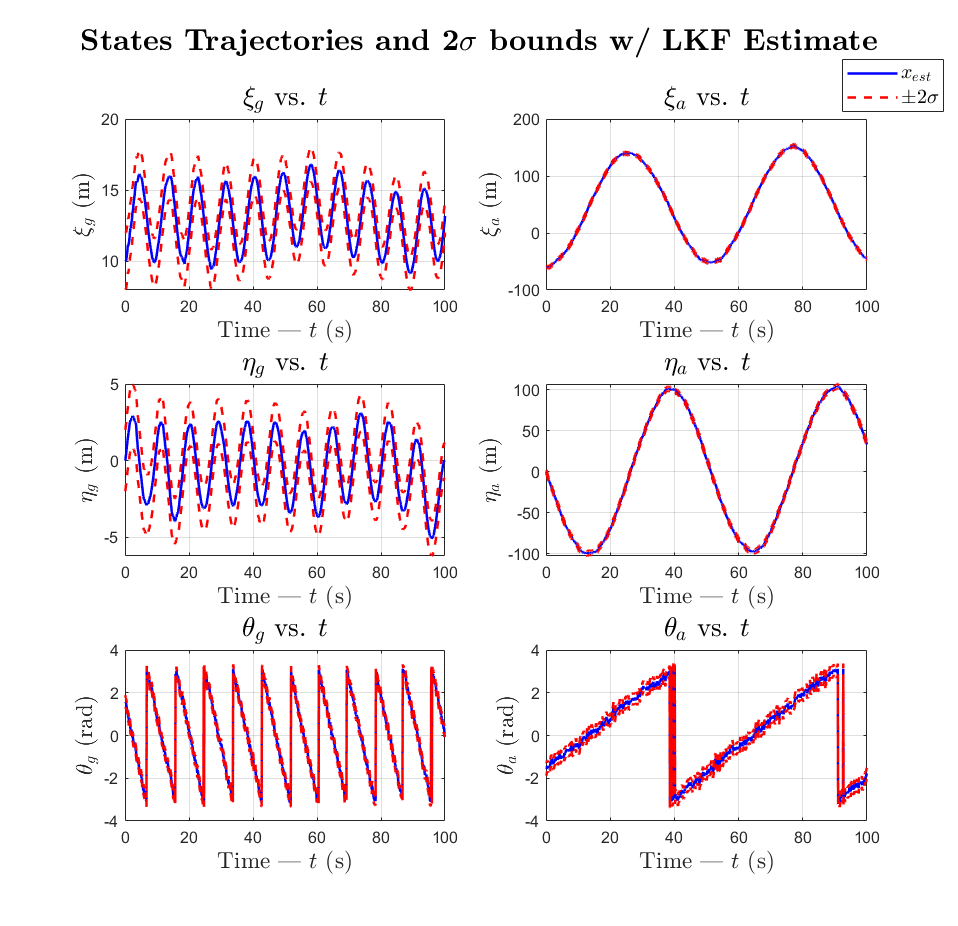 States Trajectories and 2σ bounds w/ LKF Estimate
x_est
±2σ
ξ_g vs. t
20
15
10
ξ_g (m)
0 20 40 60 80 100
Time — t (s)
ξ_a vs. t
200
100
0
-100
ξ_a (m)
0 20 40 60 80 100
Time — t (s)
η_g vs. t
5
0
-5
η_g (m)
0 20 40 60 80 100
Time — t (s)
η_a vs. t
100
50
0
-50
-100
η_a (m)
0 20 40 60 80 100
Time — t (s)
θ_g vs. t
4
2
0
-2
-4
θ_g (rad)
0 20 40 60 80 100
Time — t (s)
θ_a vs. t
4
2
0
-2
-4
θ_a (rad)
0 20 40 60 80 100
Time — t (s)